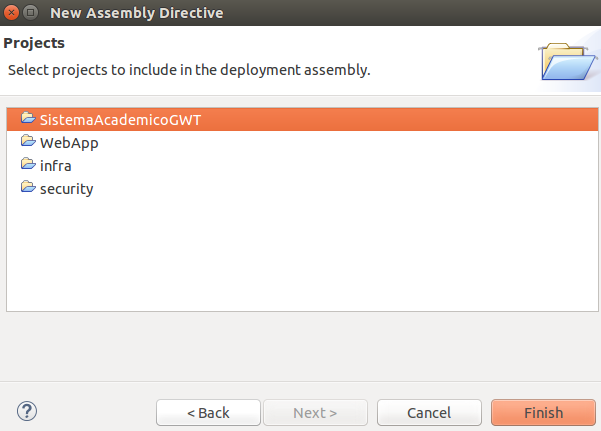 New Assembly Directive
Projects
Select projects to include in the deployment assembly.
SistemaAcademicoGWT
WebApp
infra
security
? < Back Next > Cancel Finish